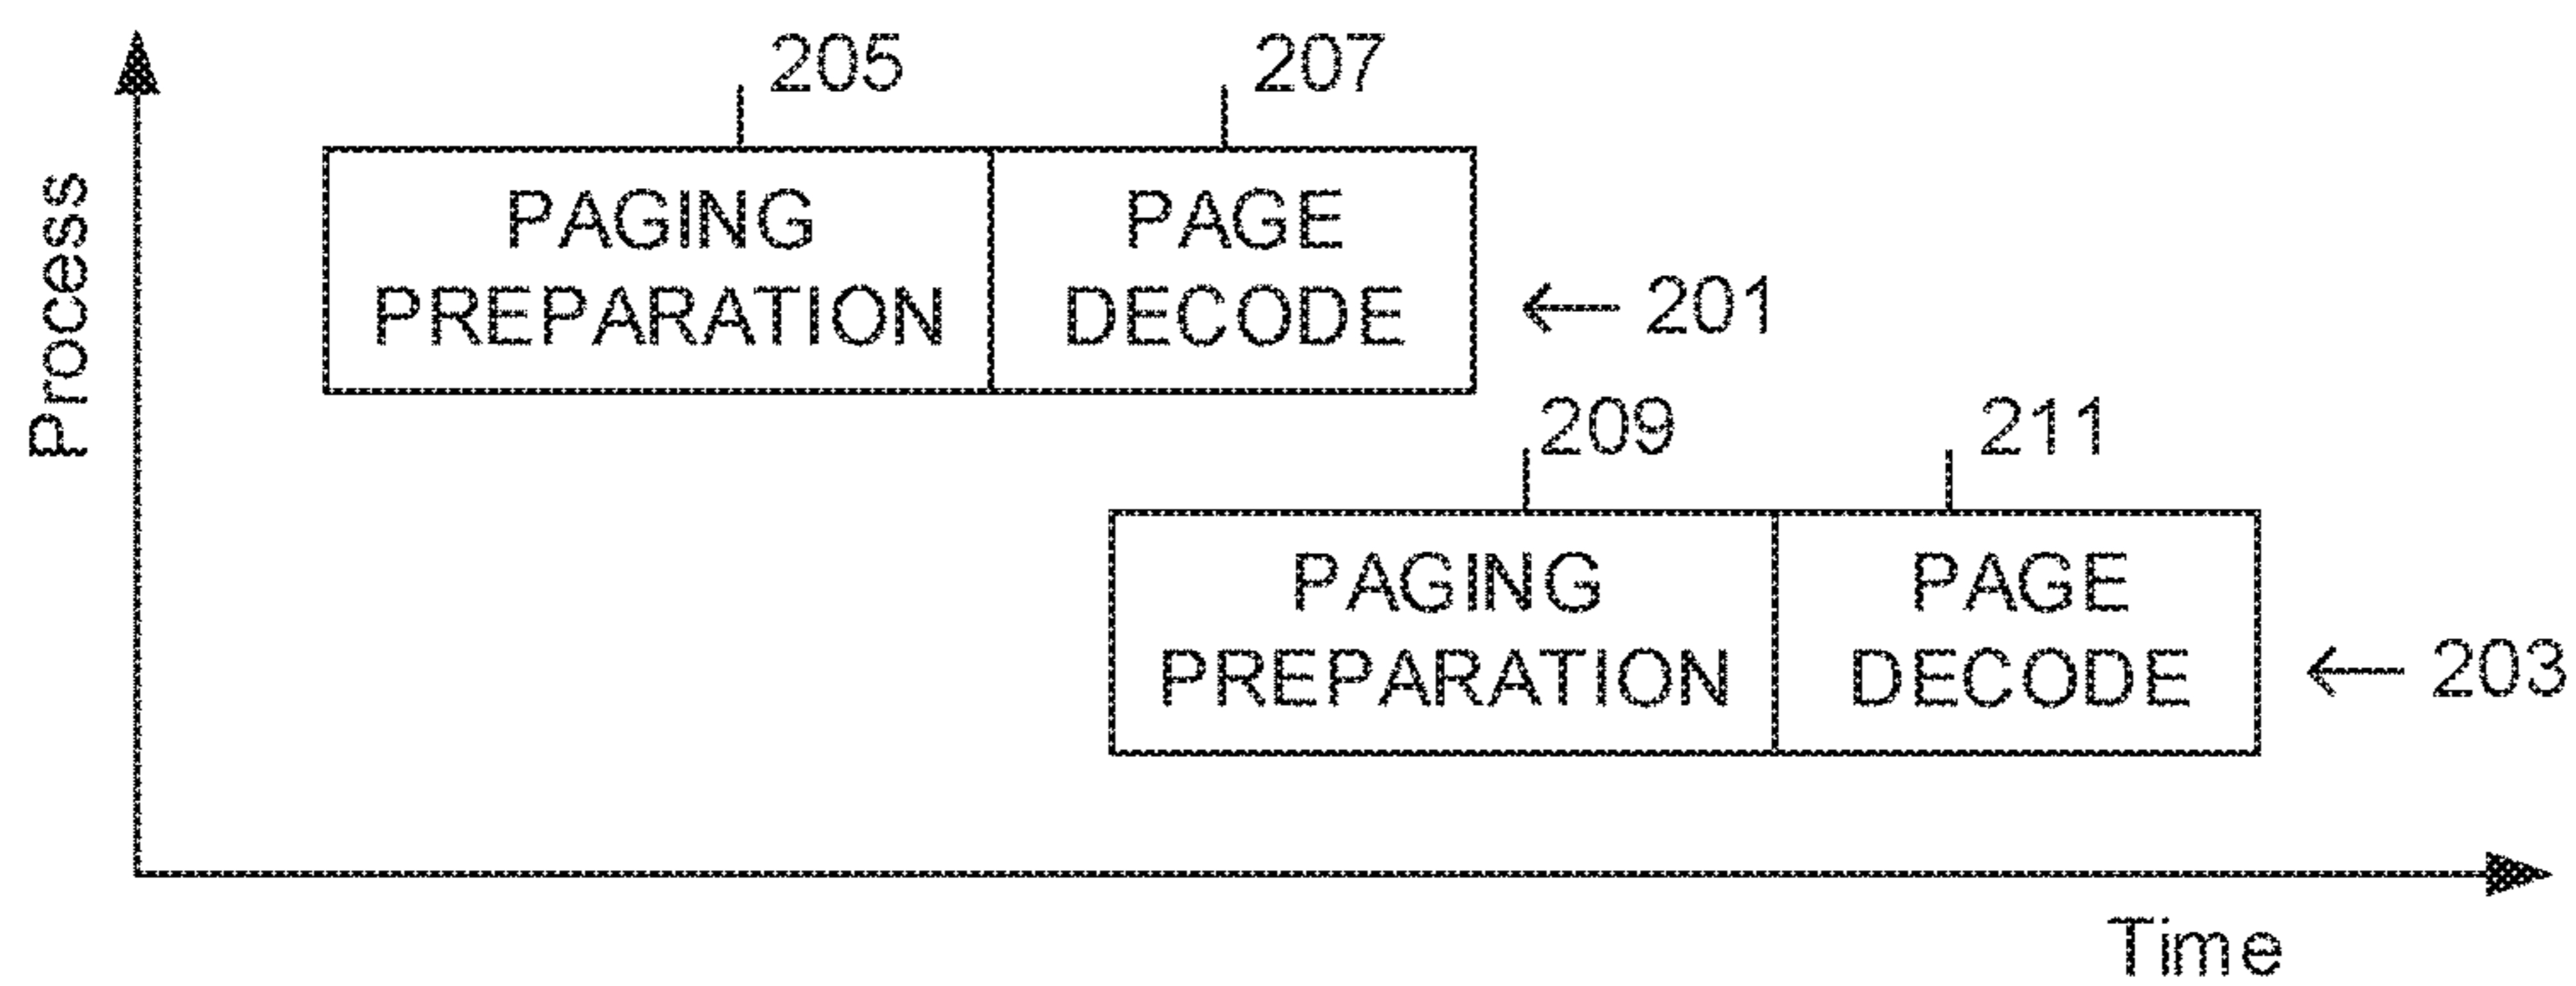 205 207
PAGING PAGE
PREPARATION DECODE
← 201
Process
209 211
PAGING PAGE
PREPARATION DECODE
← 203
Time